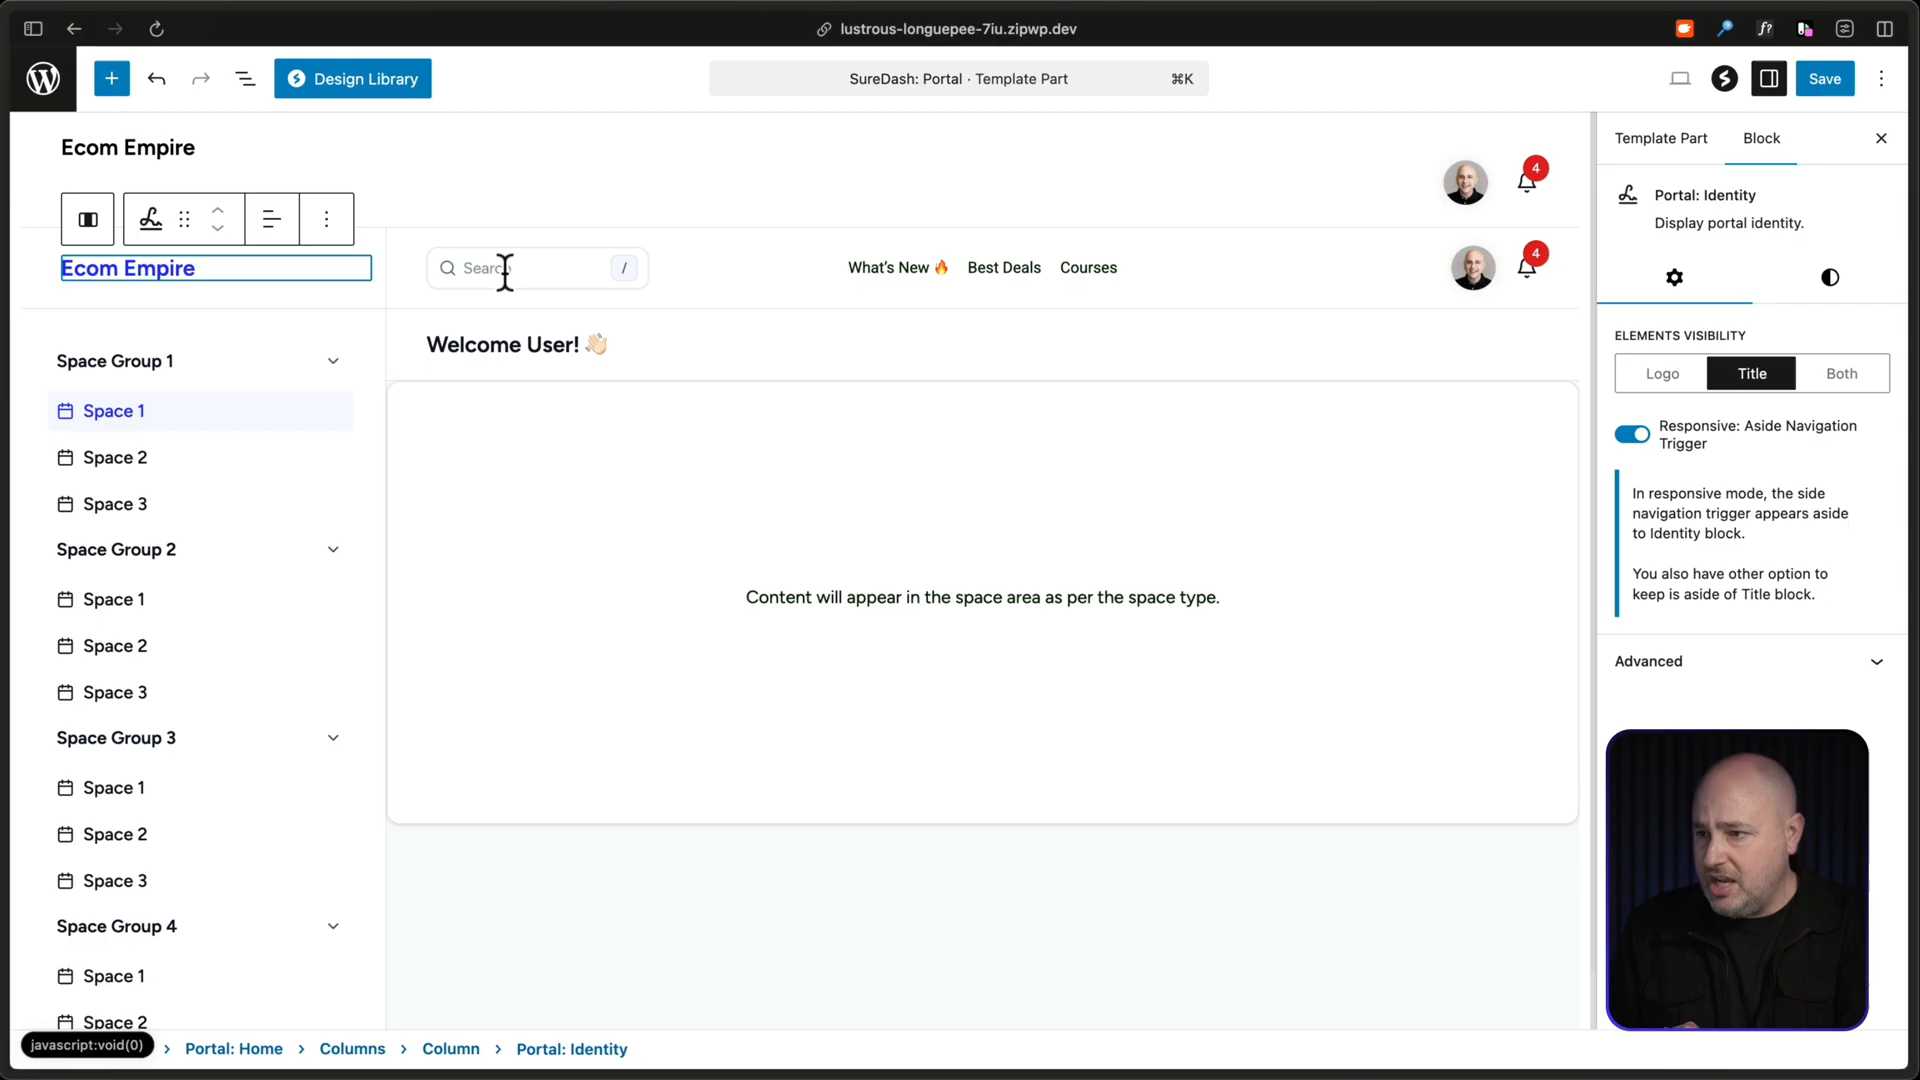 lustrous-longuepee-7iu.zipwp.dev
f?
Design Library
SureDash: Portal · Template Part
⌘K
Save
Ecom Empire
4
Ecom Empire
/
What's New 🔥
Best Deals
Courses
4
Welcome User! 👋🏻
Space Group 1
Space 1
Space 2
Space 3
Space Group 2
Space 1
Space 2
Space 3
Space Group 3
Space 1
Space 2
Space 3
Space Group 4
Space 1
Space 2
Content will appear in the space area as per the space type.
Template Part
Block
Portal: Identity
Display portal identity.
ELEMENTS VISIBILITY
Logo
Title
Both
Responsive: Aside Navigation
Trigger
In responsive mode, the side
navigation trigger appears aside
to Identity block.
You also have other option to
keep is aside of Title block.
Advanced
javascript:void(0)
Portal: Home
Columns
Column
Portal: Identity